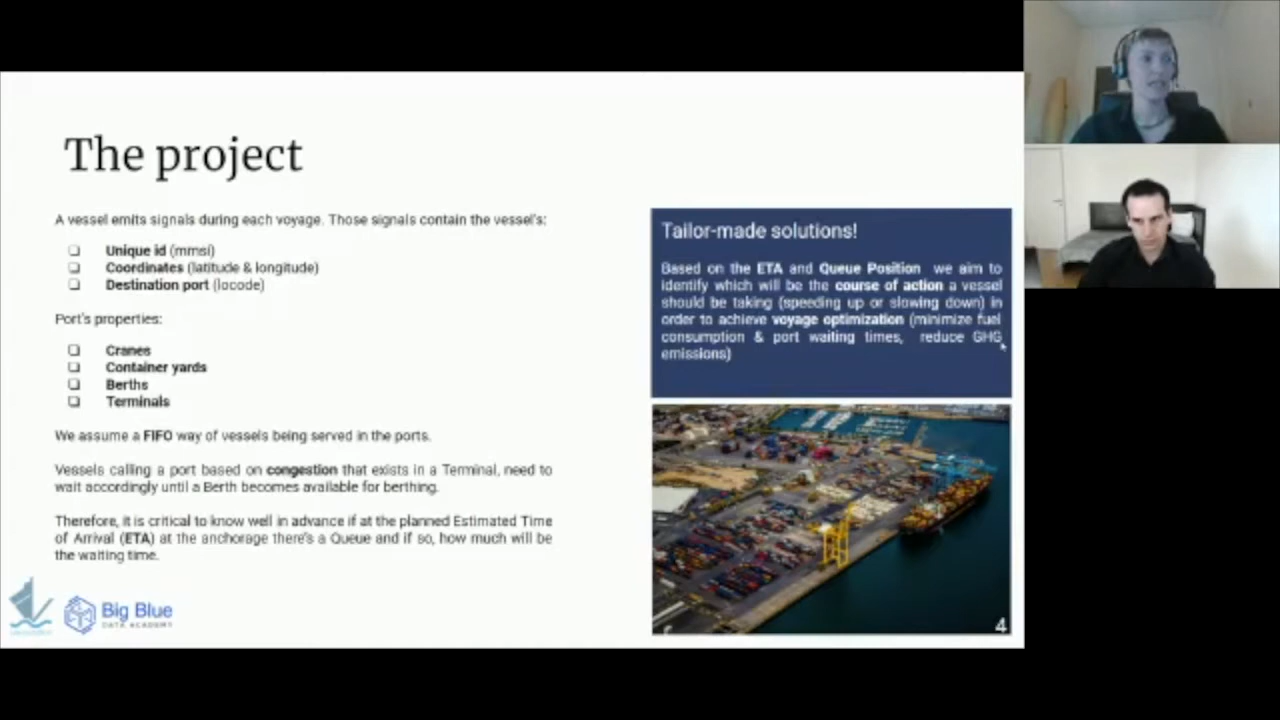 The project
A vessel emits signals during each voyage. Those signals contain the vessel's:
Unique id (mmsi)
Coordinates (latitude & longitude)
Destination port (locode)
Port's properties:
Cranes
Container yards
Berths
Terminals
We assume a FIFO way of vessels being served in the ports.
Vessels calling a port based on congestion that exists in a Terminal, need to
wait accordingly until a Berth becomes available for berthing.
Therefore, it is critical to know well in advance if at the planned Estimated Time
of Arrival (ETA) at the anchorage there's a Queue and if so, how much will be
the waiting time.
Tailor-made solutions!
Based on the ETA and Queue Position we aim to
identify which will be the course of action a vessel
should be taking (speeding up or slowing down) in
order to achieve voyage optimization (minimize fuel
consumption & port waiting times, reduce GHG
emissions)
Big Blue
DATA ACADEMY
4